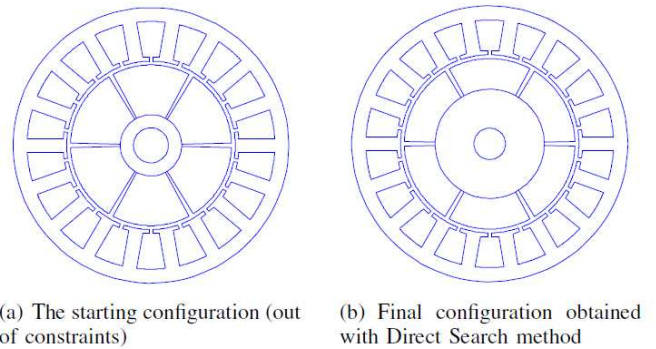 (a) The starting configuration (out
of constraints)
(b) Final configuration obtained
with Direct Search method